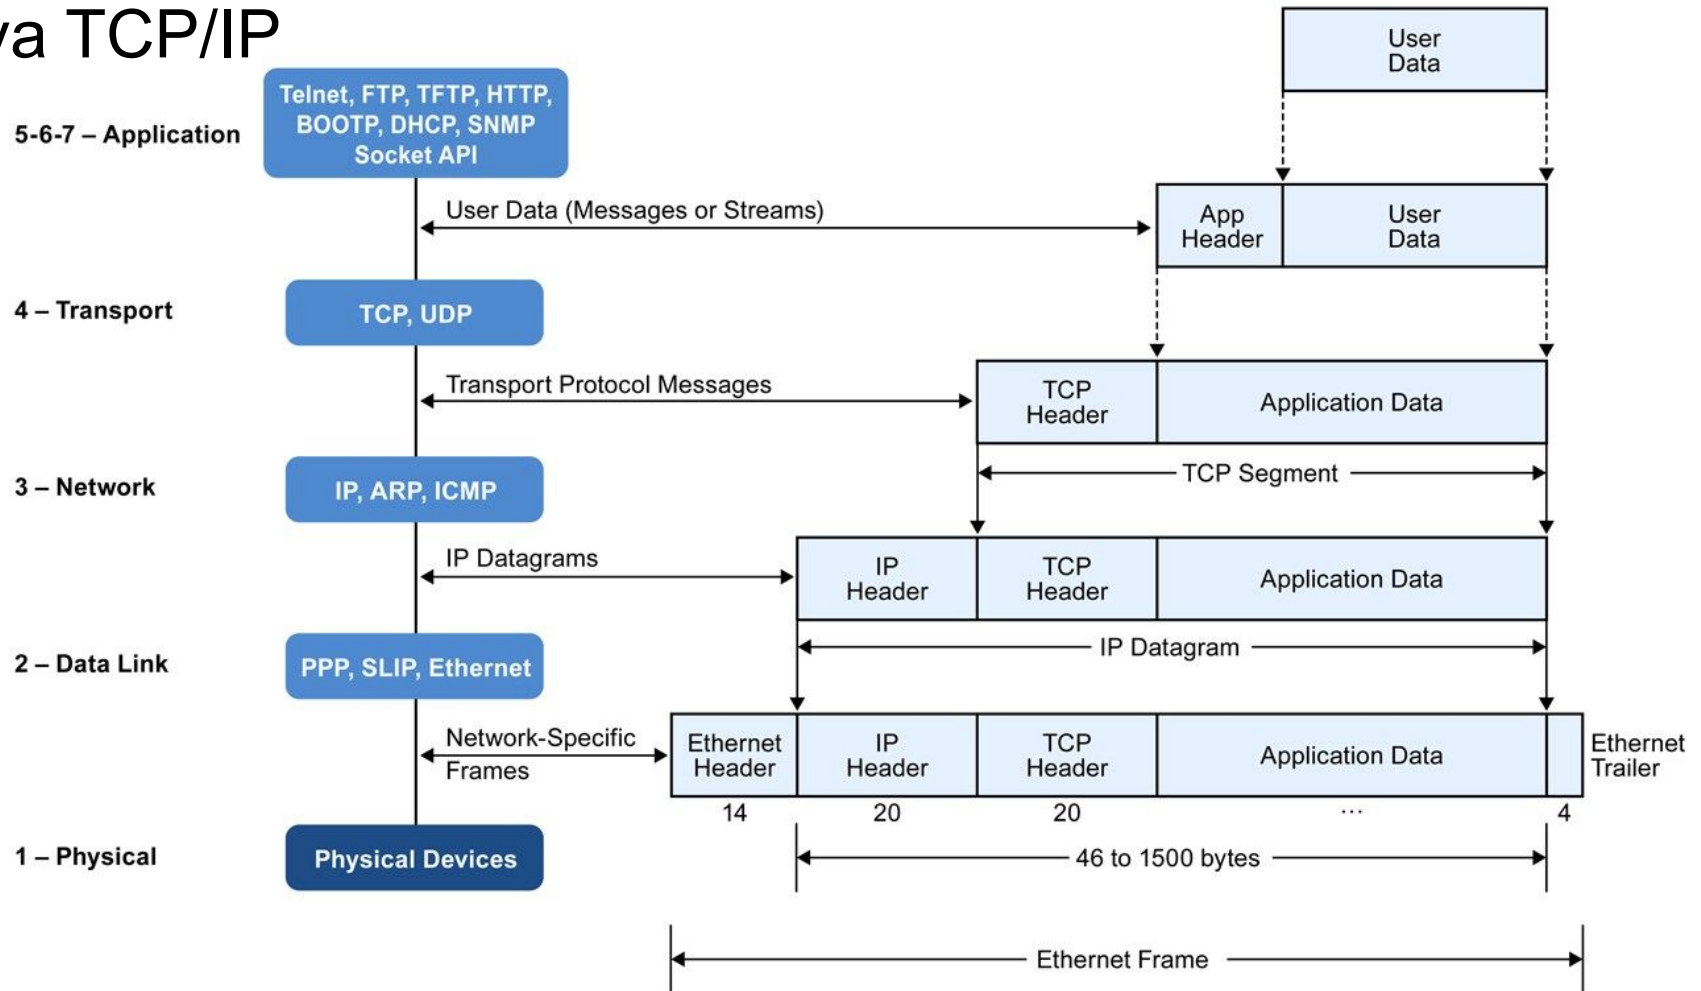 va TCP/IP
User
Data
Telnet, FTP, TFTP, HTTP,
BOOTP, DHCP, SNMP
Socket API
5-6-7 – Application
User Data (Messages or Streams)
App
Header
User
Data
4 – Transport
TCP, UDP
Transport Protocol Messages
TCP
Header
Application Data
TCP Segment
3 – Network
IP, ARP, ICMP
IP Datagrams
IP
Header
TCP
Header
Application Data
IP Datagram
2 – Data Link
PPP, SLIP, Ethernet
Network-Specific
Frames
Ethernet
Header
IP
Header
TCP
Header
Application Data
Ethernet
Trailer
14
20
20
...
4
1 – Physical
Physical Devices
46 to 1500 bytes
Ethernet Frame